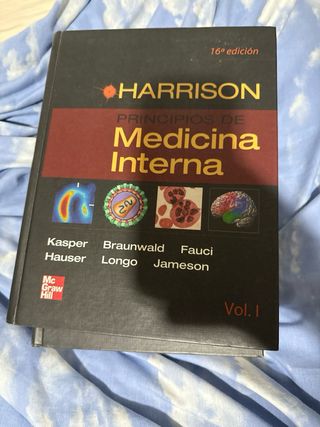 16ª edición
HARRISON
PRINCIPIOS DE
Medicina
Interna
Kasper Braunwald Fauci
Hauser Longo Jameson
Mc
Graw
Hill
Vol. I